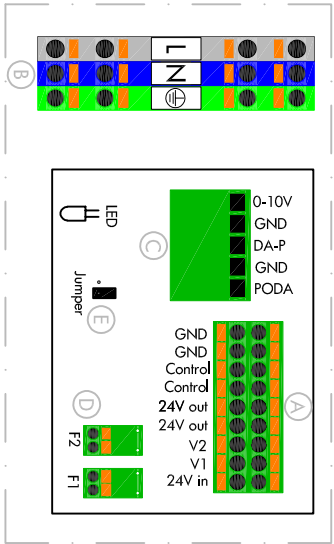 L
N
B
LED
C
0-10V
GND
DA-P
GND
PODA
Jumper
E
A
GND
GND
Control
Control
24V out
24V out
V2
V1
24V in
D
F2
F1